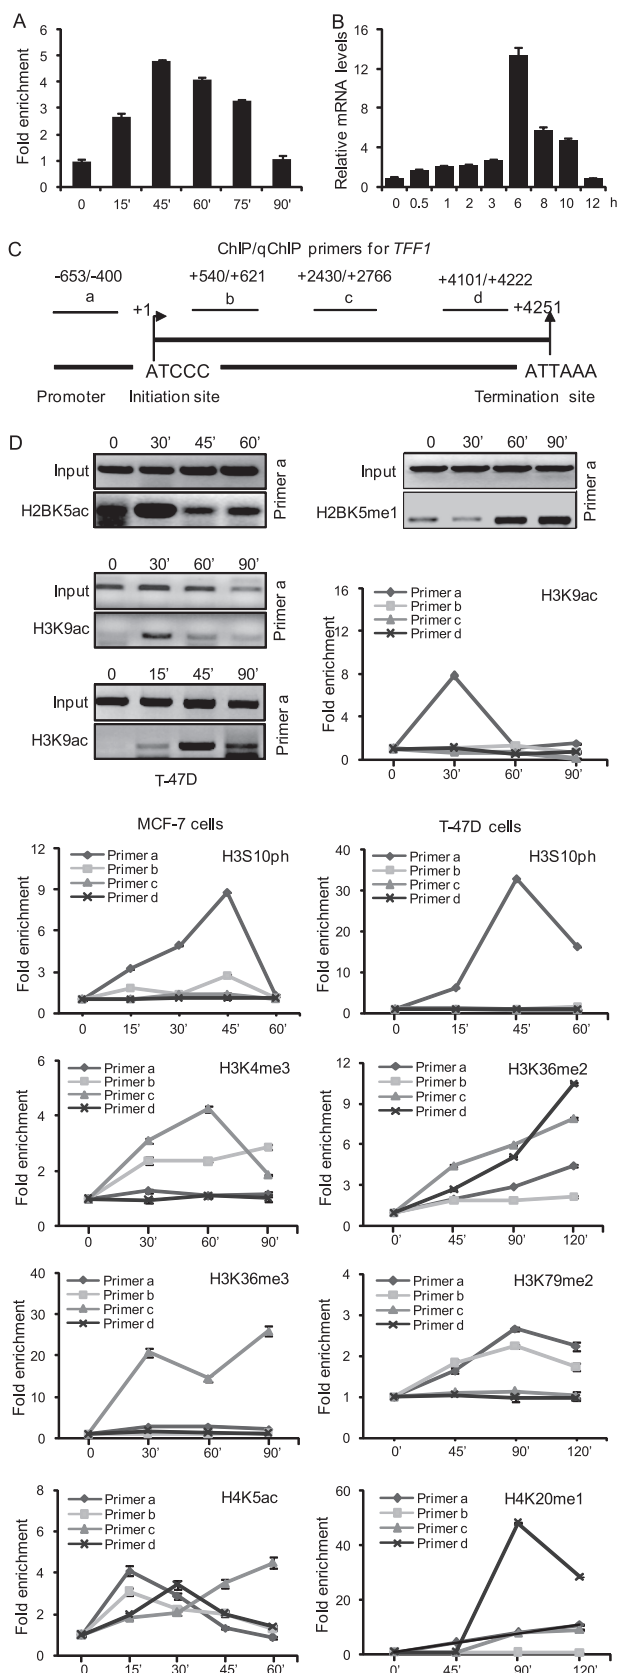 A
Fold enrichment
6
5
4
3
2
1
0
0 15' 45' 60' 75' 90'
B
Relative mRNA levels
16
12
8
4
0
0 0.5 1 2 3 6 8 10 12 h
C
ChIP/qChIP primers for TFF1
-653/-400 +540/+621 +2430/+2766 +4101/+4222
a b c d
+1 +4251
ATCCC ATTAAA
Promoter Initiation site Termination site
D
0 30' 45' 60'
Input
H2BK5ac
Primer a
0 30' 60' 90'
Input
H2BK5me1
Primer a
0 30' 60' 90'
Input
H3K9ac
Primer a
0 15' 45' 90'
Input
H3K9ac
Primer a
T-47D
H3K9ac
Fold enrichment
16
12
8
4
0
Primer a
Primer b
Primer c
Primer d
0 30' 60' 90'
MCF-7 cells
H3S10ph
Fold enrichment
12
9
6
3
0
Primer a
Primer b
Primer c
Primer d
0 15' 30' 45' 60'
T-47D cells
H3S10ph
Fold enrichment
40
30
20
10
0
Primer a
Primer b
Primer c
Primer d
0 15' 45' 60'
H3K4me3
Fold enrichment
6
4
2
0
Primer a
Primer b
Primer c
Primer d
0 30' 60' 90'
H3K36me2
Fold enrichment
12
9
6
3
0
Primer a
Primer b
Primer c
Primer d
0' 45' 90' 120'
H3K36me3
Fold enrichment
40
30
20
10
0
Primer a
Primer b
Primer c
Primer d
0 30' 60' 90'
H3K79me2
Fold enrichment
4
3
2
1
0
Primer a
Primer b
Primer c
Primer d
0' 45' 90' 120'
H4K5ac
Fold enrichment
8
6
4
2
0
Primer a
Primer b
Primer c
Primer d
0 15' 30' 45' 60'
H4K20me1
Fold enrichment
60
40
20
0
Primer a
Primer b
Primer c
Primer d
0' 45' 90' 120'